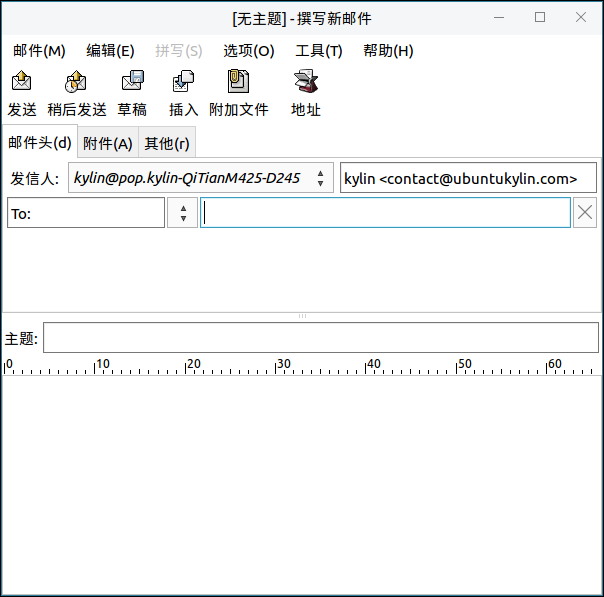 [无主题] - 撰写新邮件
邮件(M) 编辑(E) 拼写(S) 选项(O) 工具(T) 帮助(H)
发送 稍后发送 草稿 插入 附加文件 地址
邮件头(d) 附件(A) 其他(r)
发信人: kylin@pop.kylin-QiTianM425-D245 kylin <contact@ubuntukylin.com>
To:
主题:
0 10 20 30 40 50 60